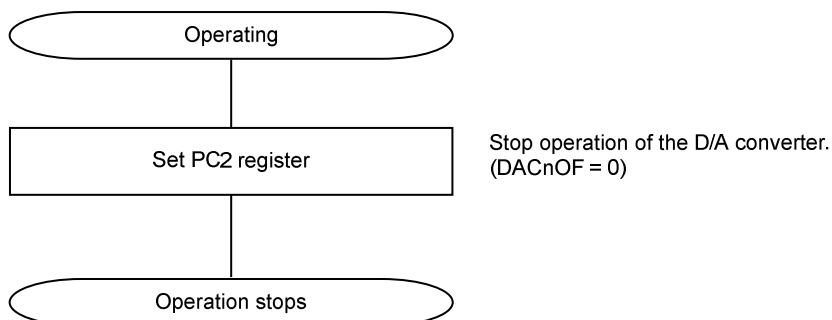 Operating
Set PC2 register
Stop operation of the D/A converter.
(DACnOF = 0)
Operation stops